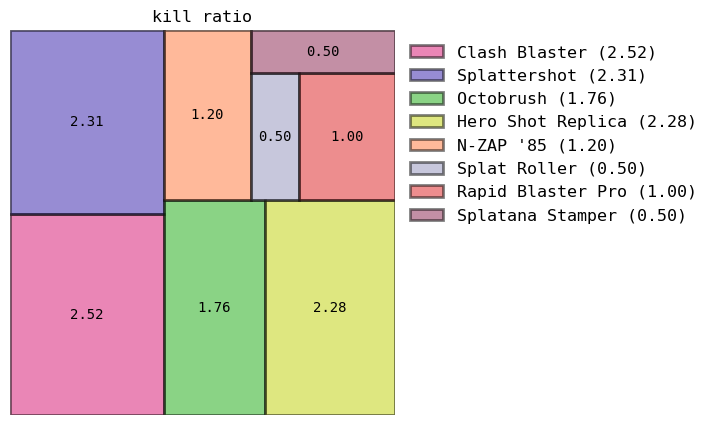 kill ratio
2.31
1.20
0.50
0.50
1.00
2.52
1.76
2.28
Clash Blaster (2.52)
Splattershot (2.31)
Octobrush (1.76)
Hero Shot Replica (2.28)
N-ZAP '85 (1.20)
Splat Roller (0.50)
Rapid Blaster Pro (1.00)
Splatana Stamper (0.50)